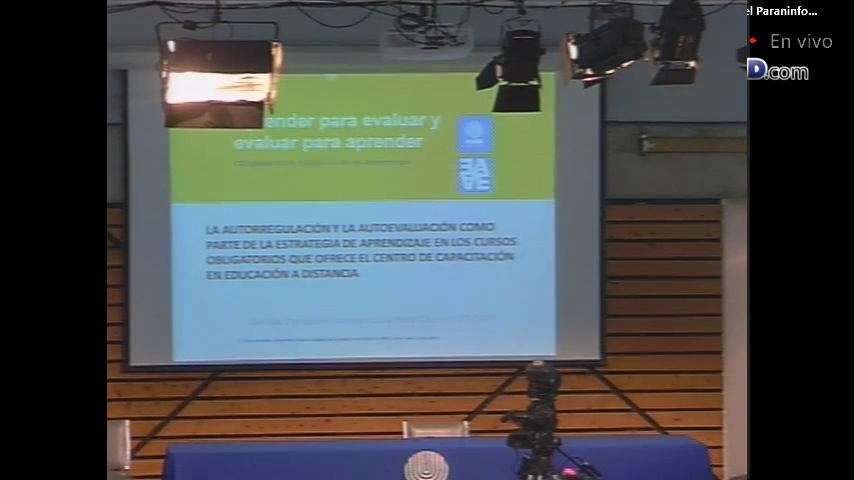 el Paraninfo...
En vivo
D.com
ender para evaluar y
evaluar para aprender
LA AUTORREGULACIÓN Y LA AUTOEVALUACIÓN COMO
PARTE DE LA ESTRATEGIA DE APRENDIZAJE EN LOS CURSOS
OBLIGATORIOS QUE OFRECE EL CENTRO DE CAPACITACIÓN
EN EDUCACIÓN A DISTANCIA